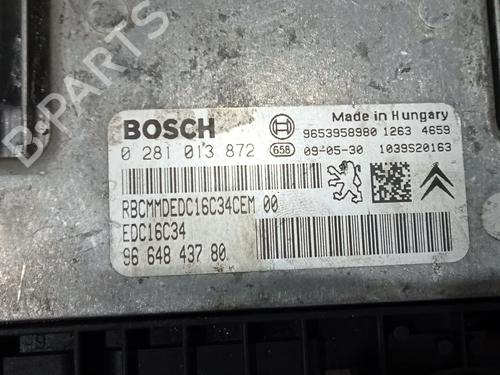 B-PARTS
BOSCH
Made in Hungary
9653958980 1263 4659
0 281 013 872 658 09-05-30 1039S20163
RBCMMDEDC16C34CEM 00
EDC16C34
96 648 437 80